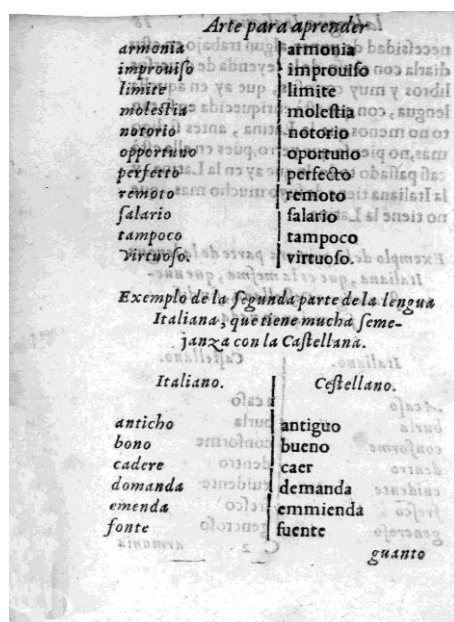 Arte para aprender
armonia armonia
improuiſo improuiſo
limite limite
moleſtia moleſtia
notorio notorio
opportuno oportuno
perfetto perfecto
remoto remoto
ſalario ſalario
tampoco tampoco
virtuoſo. virtuoſo.
Exemplo de la ſegunda parte de la lengua
Italiana, que tiene mucha ſeme-
janza con la Caſtellana.
Italiano. Ceſtellano.
anticho antiguo
bono bueno
cadere caer
domanda demanda
emenda emmienda
fonte fuente
guanto